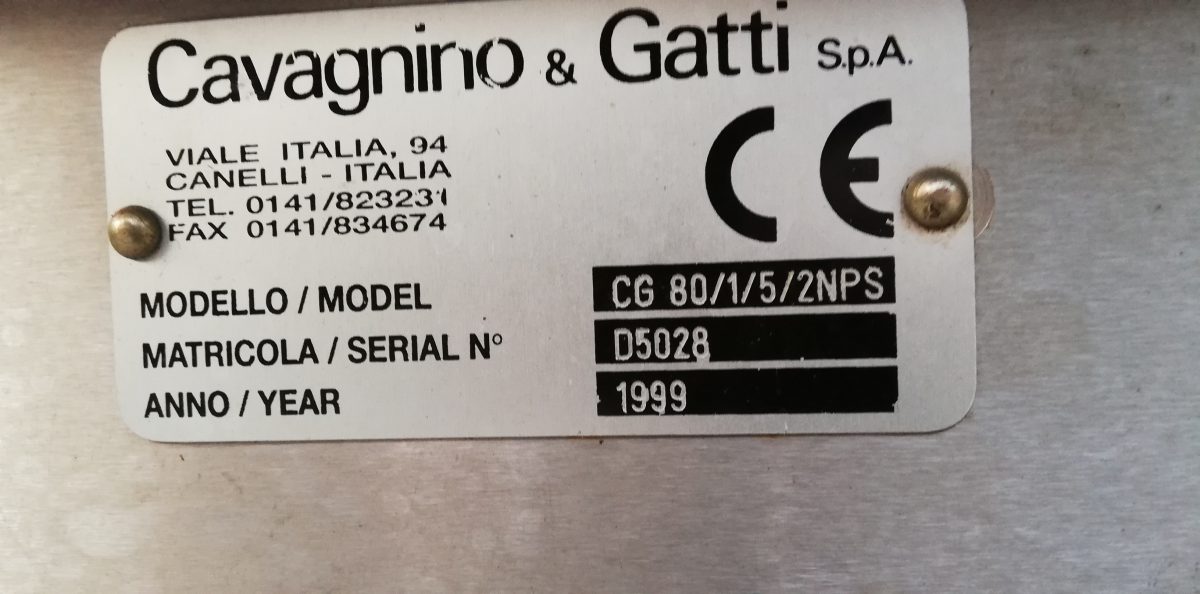 Cavagnino & Gatti S.p.A.
VIALE ITALIA, 94
CANELLI - ITALIA
TEL. 0141/823231
FAX 0141/834674
CE
MODELLO / MODEL CG 80/1/5/2NPS
MATRICOLA / SERIAL N° D5028
ANNO / YEAR 1999